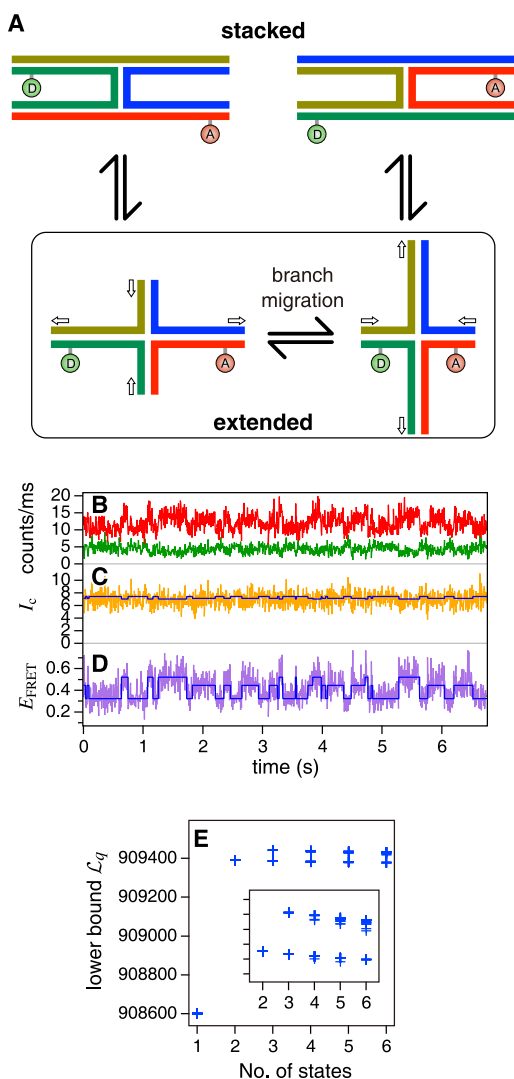 A
stacked
D
A
A
D
branch
migration
D
A
D
A
extended
B
counts/ms
20
15
10
5
0
C
I_c
10
8
6
4
2
0
D
E_FRET
0.6
0.4
0.2
0 1 2 3 4 5 6
time (s)
E
lower bound ℒ_q
909400
909200
909000
908800
908600
2 3 4 5 6
1 2 3 4 5 6
No. of states